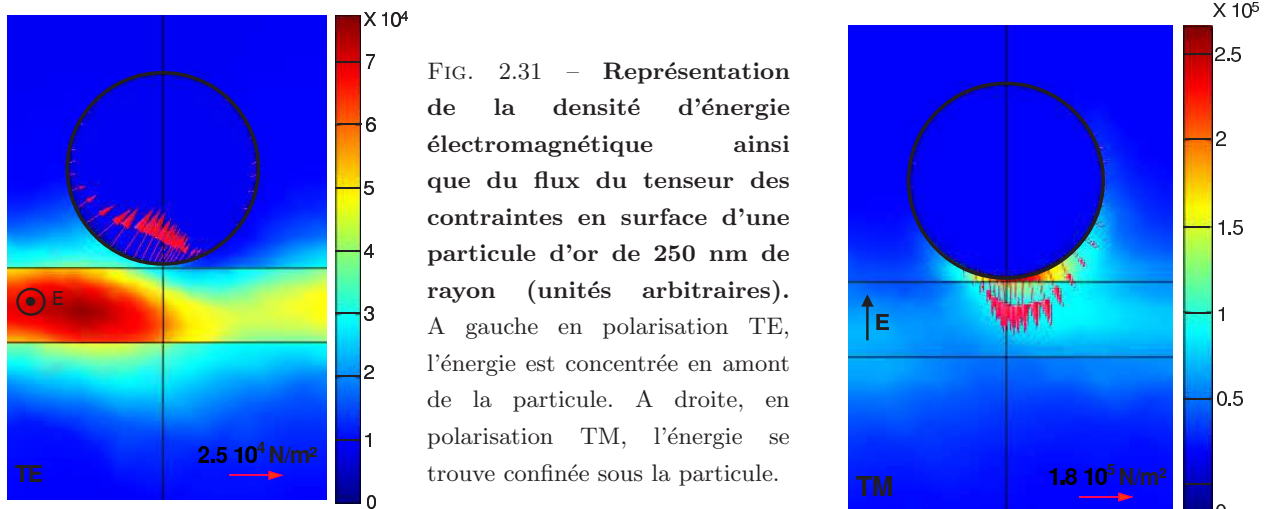 X 10⁴
7
6
5
4
3
2
1
0
E
TE
2.5 10⁴ N/m²
FIG. 2.31 – Représentation
de la densité d'énergie
électromagnétique ainsi
que du flux du tenseur des
contraintes en surface d'une
particule d'or de 250 nm de
rayon (unités arbitraires).
A gauche en polarisation TE,
l'énergie est concentrée en amont
de la particule. A droite, en
polarisation TM, l'énergie se
trouve confinée sous la particule.
X 10⁵
2.5
2
1.5
1
0.5
0
E
TM
1.8 10⁵ N/m²